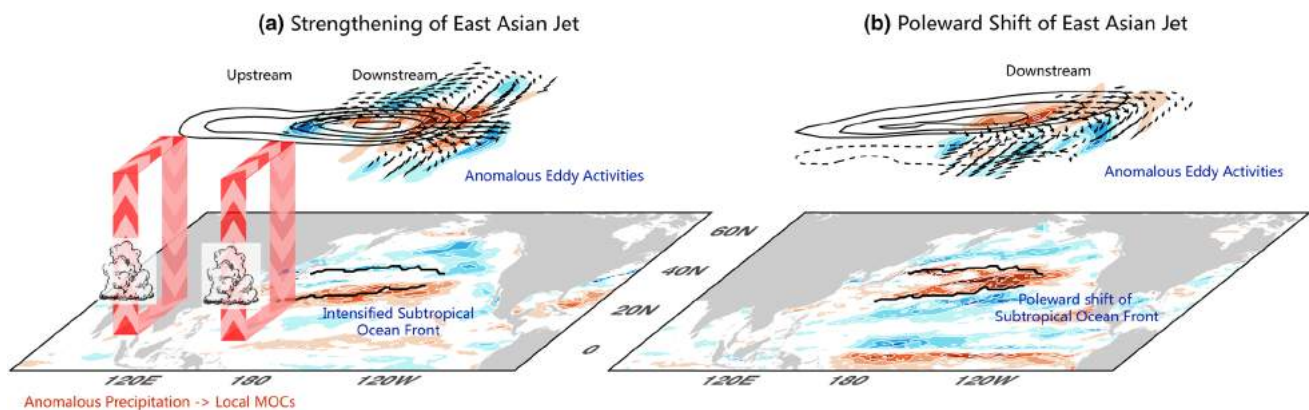 (a) Strengthening of East Asian Jet
(b) Poleward Shift of East Asian Jet
Upstream
Downstream
Downstream
Anomalous Eddy Activities
Anomalous Eddy Activities
60N
40N
20N
0
Intensified Subtropical
Ocean Front
Poleward shift of
Subtropical Ocean Front
120E
180
120W
120E
180
120W
Anomalous Precipitation -> Local MOCs